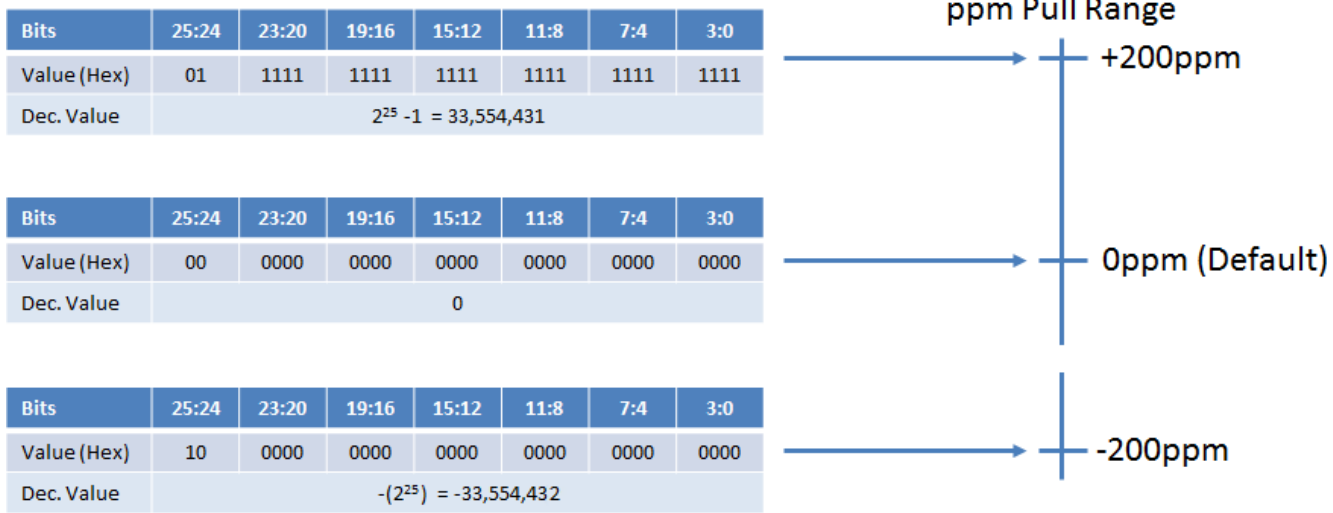 ppm Pull Range
Bits 25:24 23:20 19:16 15:12 11:8 7:4 3:0
Value (Hex) 01 1111 1111 1111 1111 1111 1111
Dec. Value 2²⁵ -1 = 33,554,431
+200ppm
Bits 25:24 23:20 19:16 15:12 11:8 7:4 3:0
Value (Hex) 00 0000 0000 0000 0000 0000 0000
Dec. Value 0
0ppm (Default)
Bits 25:24 23:20 19:16 15:12 11:8 7:4 3:0
Value (Hex) 10 0000 0000 0000 0000 0000 0000
Dec. Value -(2²⁵) = -33,554,432
-200ppm